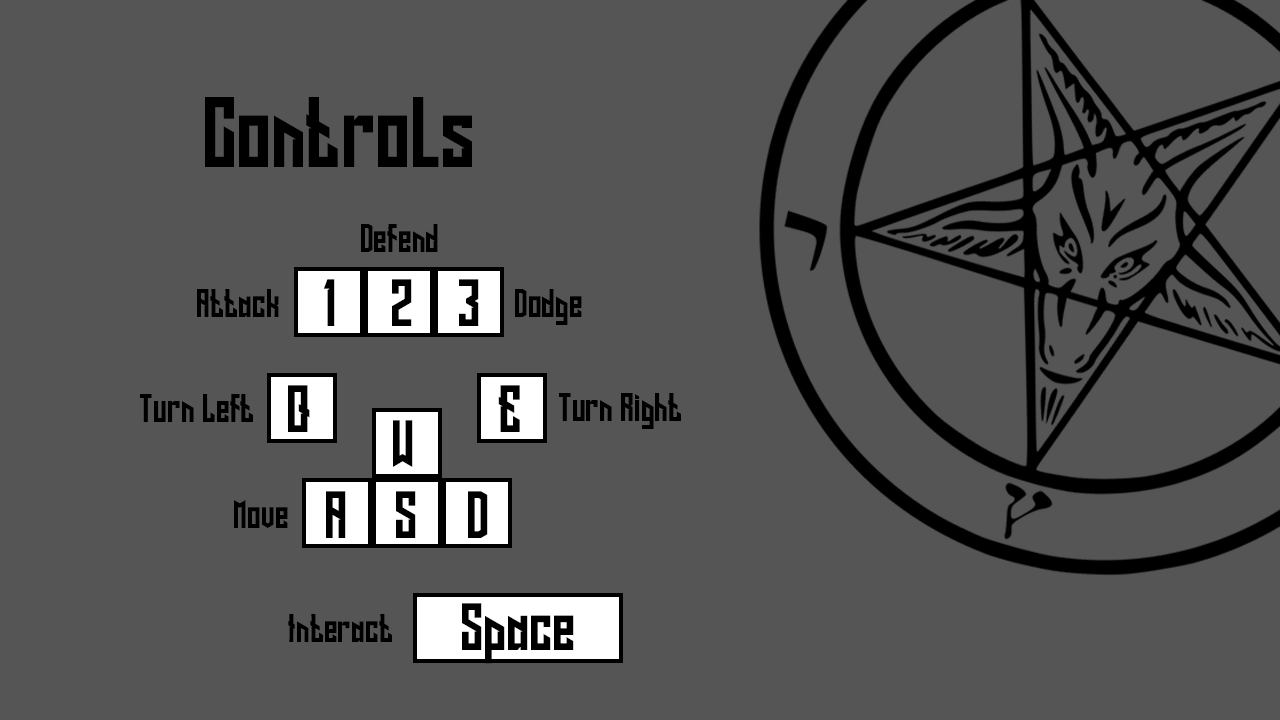 Controls
Defend
Attack 1 2 3 Dodge
Turn Left Q E Turn Right
W
Move A S D
Interact Space